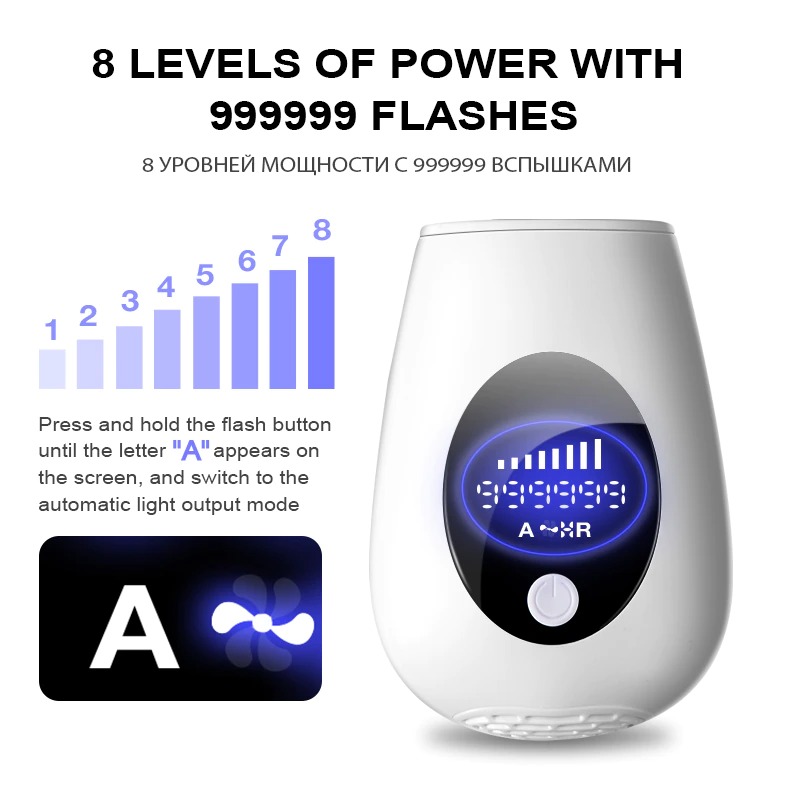 8 LEVELS OF POWER WITH
999999 FLASHES
8 УРОВНЕЙ МОЩНОСТИ С 999999 ВСПЫШКАМИ
1 2 3 4 5 6 7 8
Press and hold the flash button
until the letter "A" appears on
the screen, and switch to the
automatic light output mode
A
999999
A HR